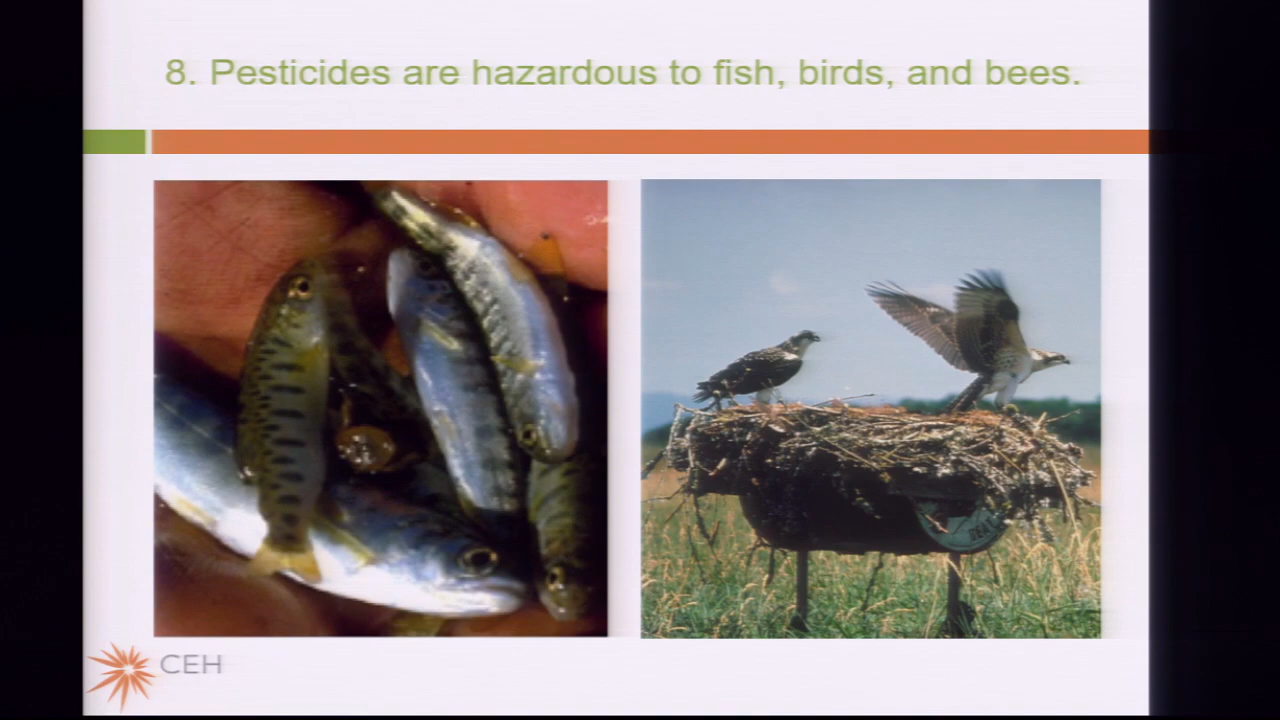 8. Pesticides are hazardous to fish, birds, and bees.
CEH